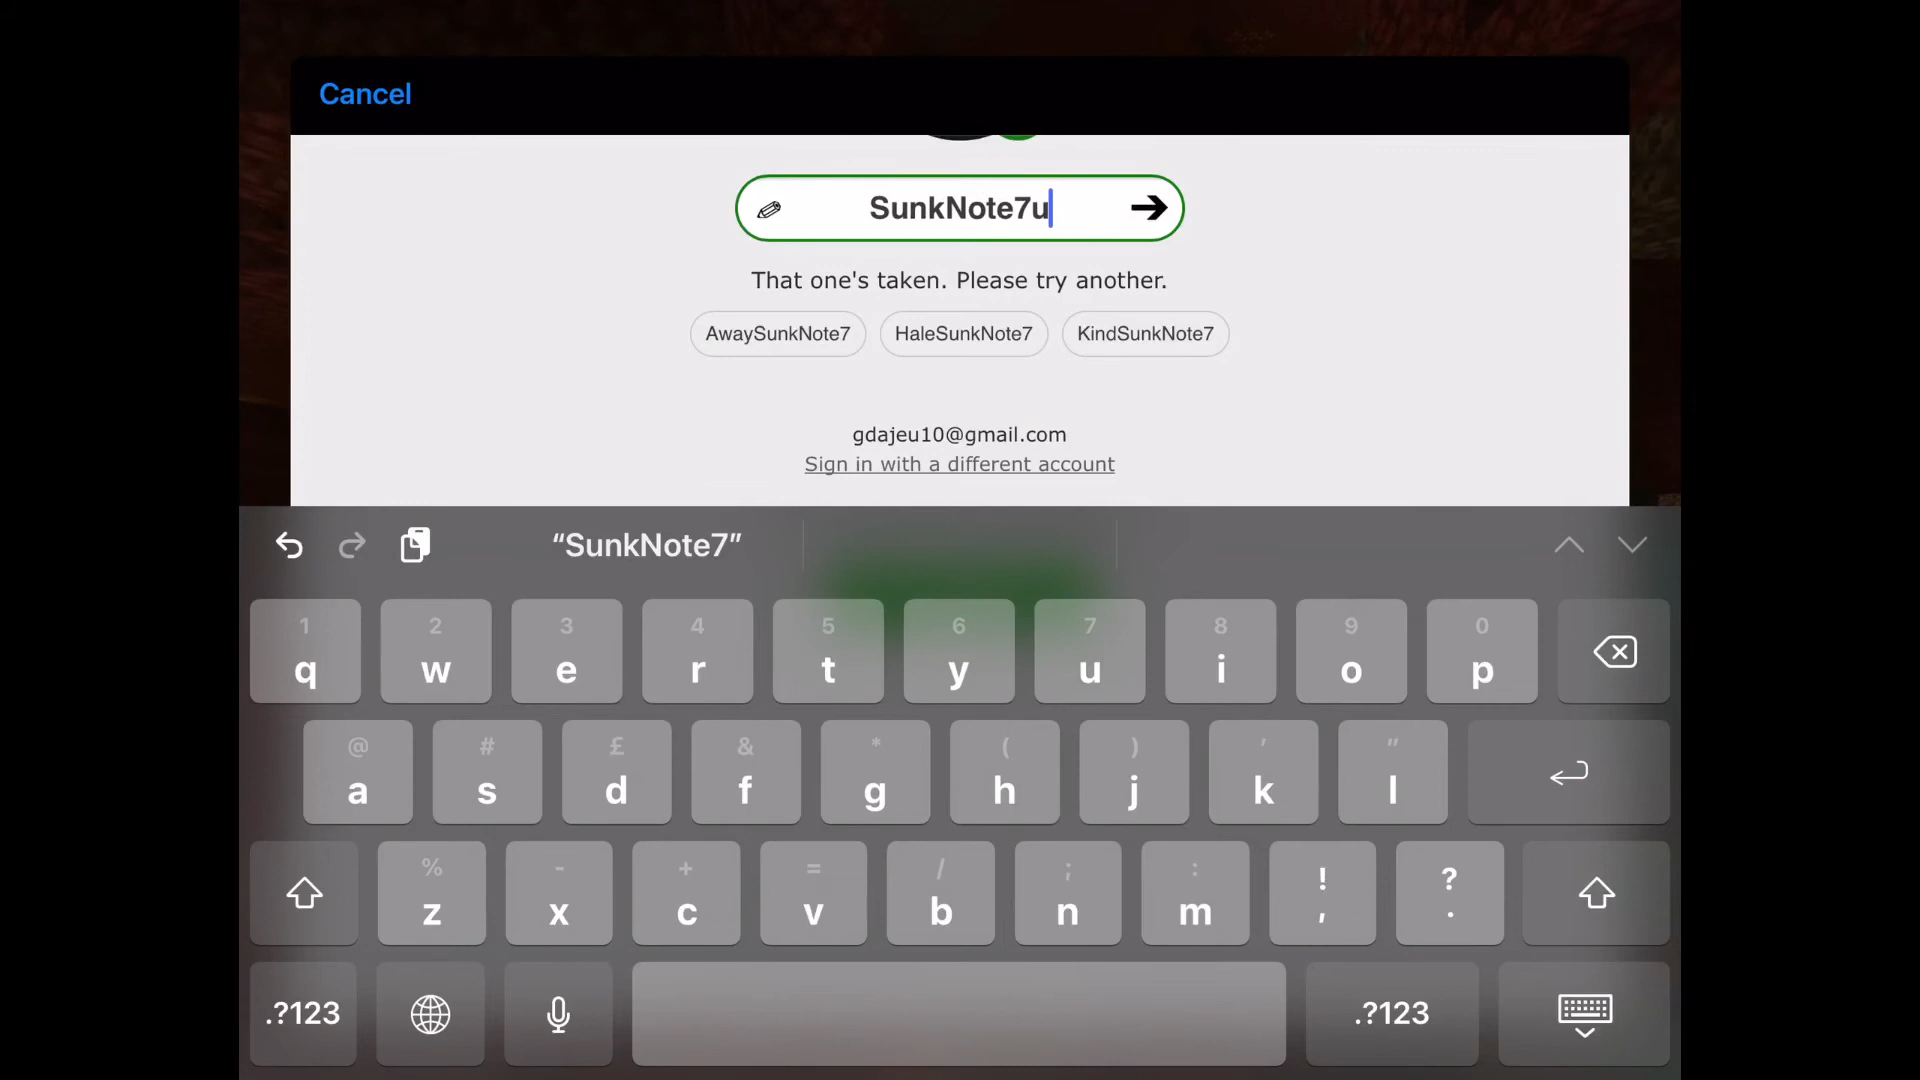 Cancel
SunkNote7u
That one's taken. Please try another.
AwaySunkNote7 HaleSunkNote7 KindSunkNote7
gdajeu10@gmail.com
Sign in with a different account
“SunkNote7”
1 2 3 4 5 6 7 8 9 0
q w e r t y u i o p
@ # £ & * ( ) ' "
a s d f g h j k l
% - + = / ; : ! ?
z x c v b n m , .
.?123 .?123